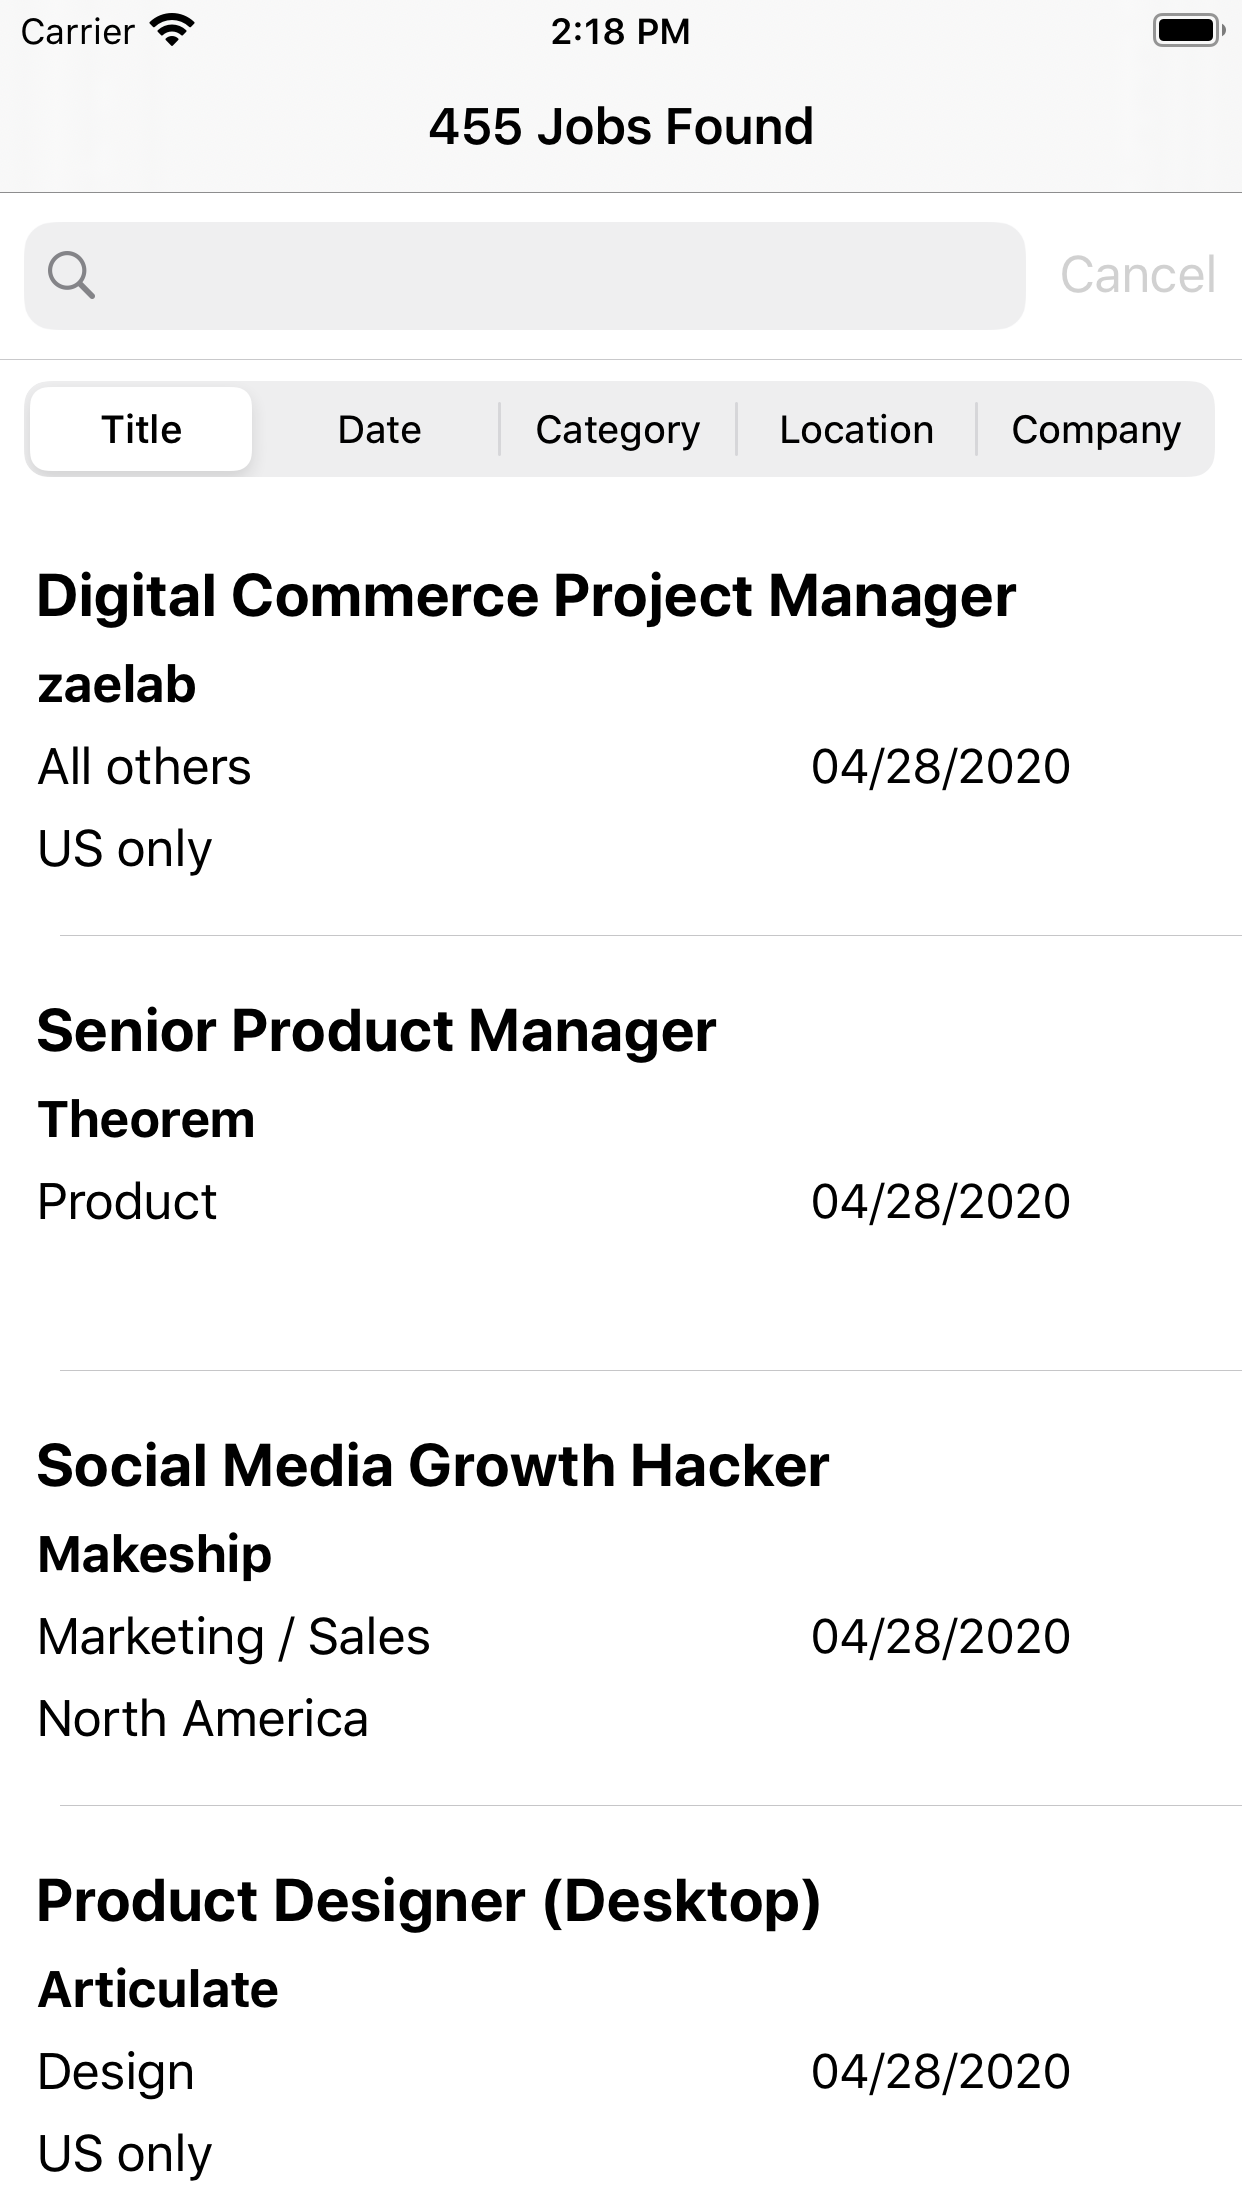 Carrier 2:18 PM
455 Jobs Found
Cancel
Title Date Category Location Company
Digital Commerce Project Manager
zaelab
All others 04/28/2020
US only
Senior Product Manager
Theorem
Product 04/28/2020
Social Media Growth Hacker
Makeship
Marketing / Sales 04/28/2020
North America
Product Designer (Desktop)
Articulate
Design 04/28/2020
US only